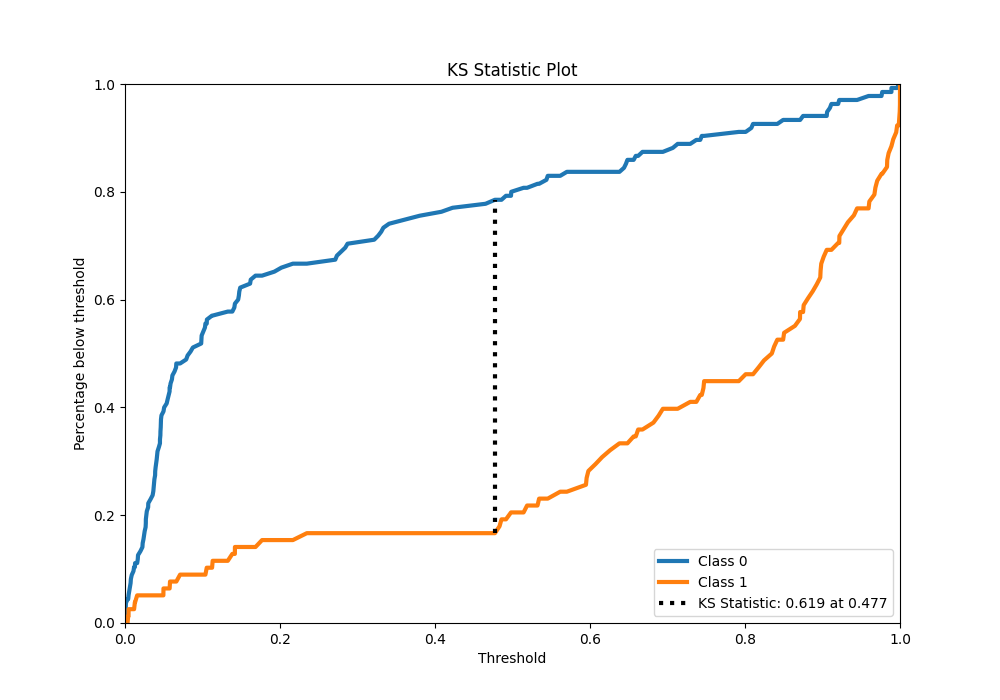 KS Statistic Plot
1.0
0.8
0.6
0.4
0.2
0.0
Percentage below threshold
0.0 0.2 0.4 0.6 0.8 1.0
Threshold
Class 0
Class 1
KS Statistic: 0.619 at 0.477